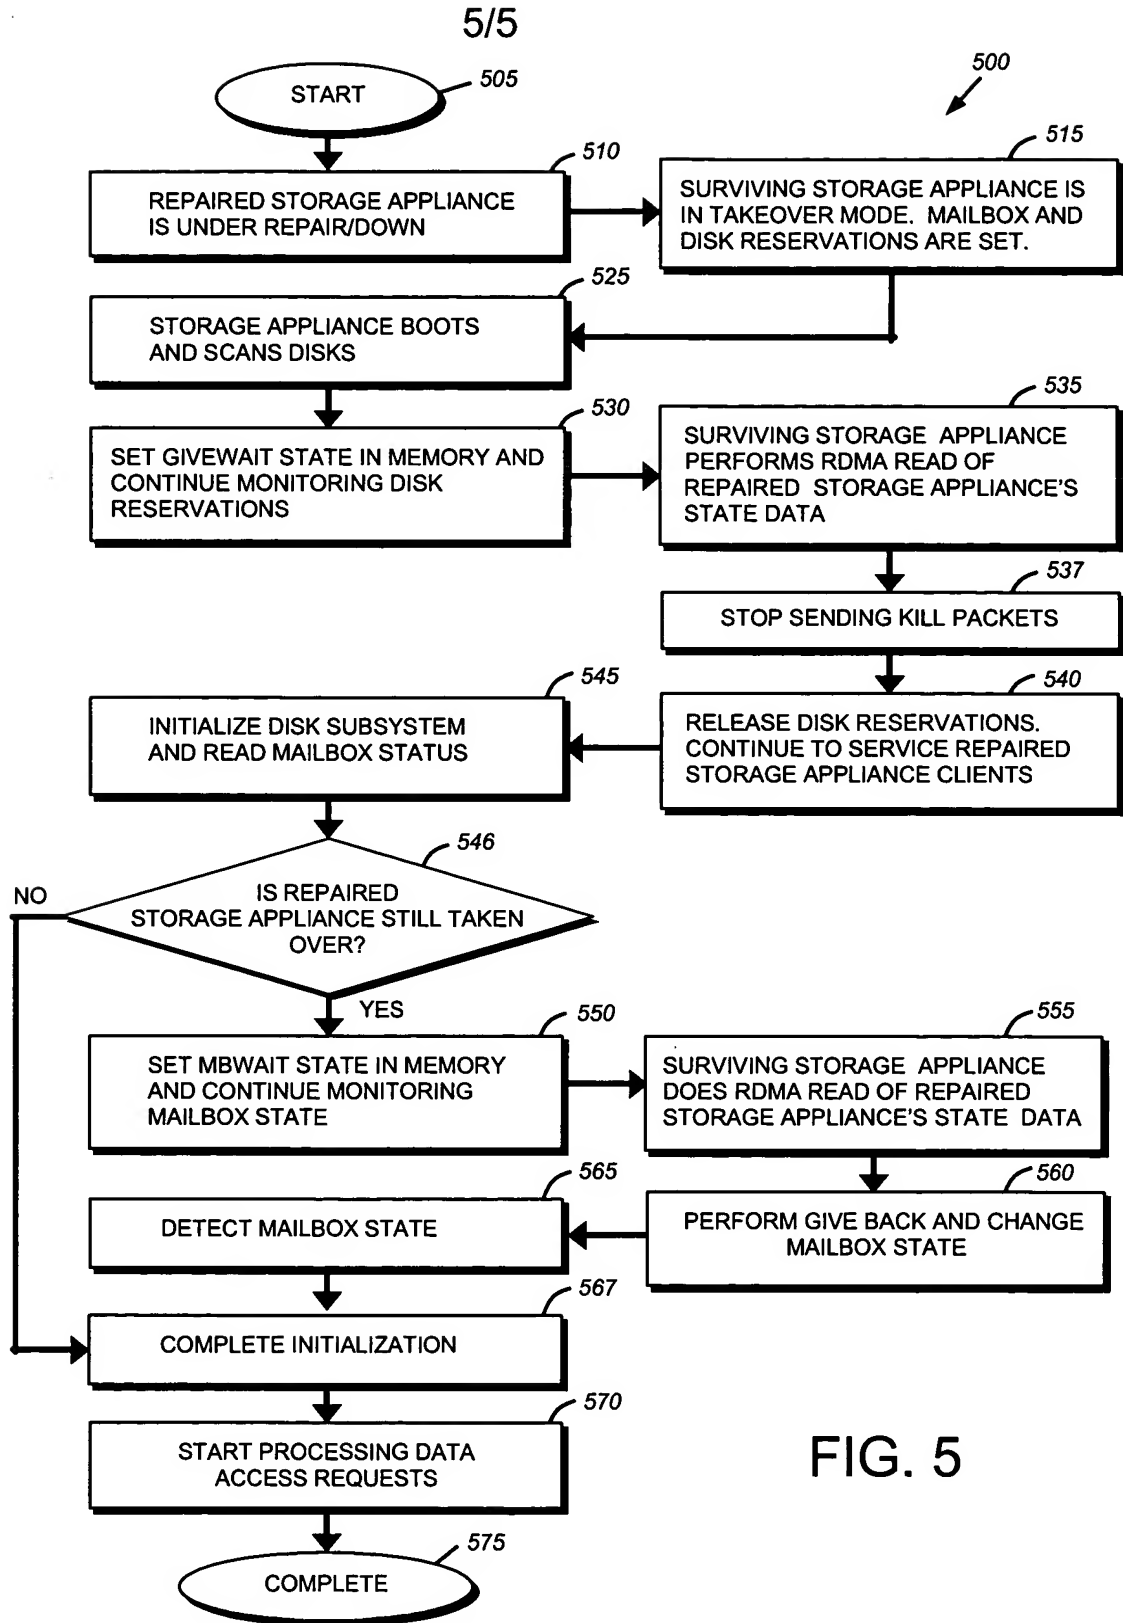 5/5
START
505
500
510
REPAIRED STORAGE APPLIANCE
IS UNDER REPAIR/DOWN
515
SURVIVING STORAGE APPLIANCE IS
IN TAKEOVER MODE. MAILBOX AND
DISK RESERVATIONS ARE SET.
525
STORAGE APPLIANCE BOOTS
AND SCANS DISKS
530
SET GIVEWAIT STATE IN MEMORY AND
CONTINUE MONITORING DISK
RESERVATIONS
535
SURVIVING STORAGE APPLIANCE
PERFORMS RDMA READ OF
REPAIRED STORAGE APPLIANCE'S
STATE DATA
537
STOP SENDING KILL PACKETS
540
RELEASE DISK RESERVATIONS.
CONTINUE TO SERVICE REPAIRED
STORAGE APPLIANCE CLIENTS
545
INITIALIZE DISK SUBSYSTEM
AND READ MAILBOX STATUS
546
IS REPAIRED
STORAGE APPLIANCE STILL TAKEN
OVER?
NO
YES
550
SET MBWAIT STATE IN MEMORY
AND CONTINUE MONITORING
MAILBOX STATE
555
SURVIVING STORAGE APPLIANCE
DOES RDMA READ OF REPAIRED
STORAGE APPLIANCE'S STATE DATA
560
PERFORM GIVE BACK AND CHANGE
MAILBOX STATE
565
DETECT MAILBOX STATE
567
COMPLETE INITIALIZATION
570
START PROCESSING DATA
ACCESS REQUESTS
575
COMPLETE
FIG. 5